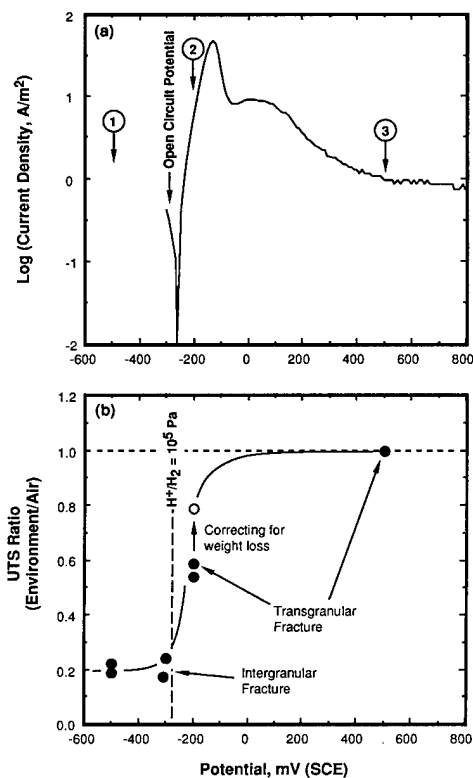 (a)
2
1
0
-1
-2
Log (Current Density, A/m²)
1
Open Circuit Potential
2
3
-600 -400 -200 0 200 400 600 800
(b)
1.2
1.0
0.8
0.6
0.4
0.2
0.0
UTS Ratio
(Environment/Air)
H⁺/H₂ = 10⁵ Pa
Correcting for
weight loss
Transgranular
Fracture
Intergranular
Fracture
-600 -400 -200 0 200 400 600 800
Potential, mV (SCE)